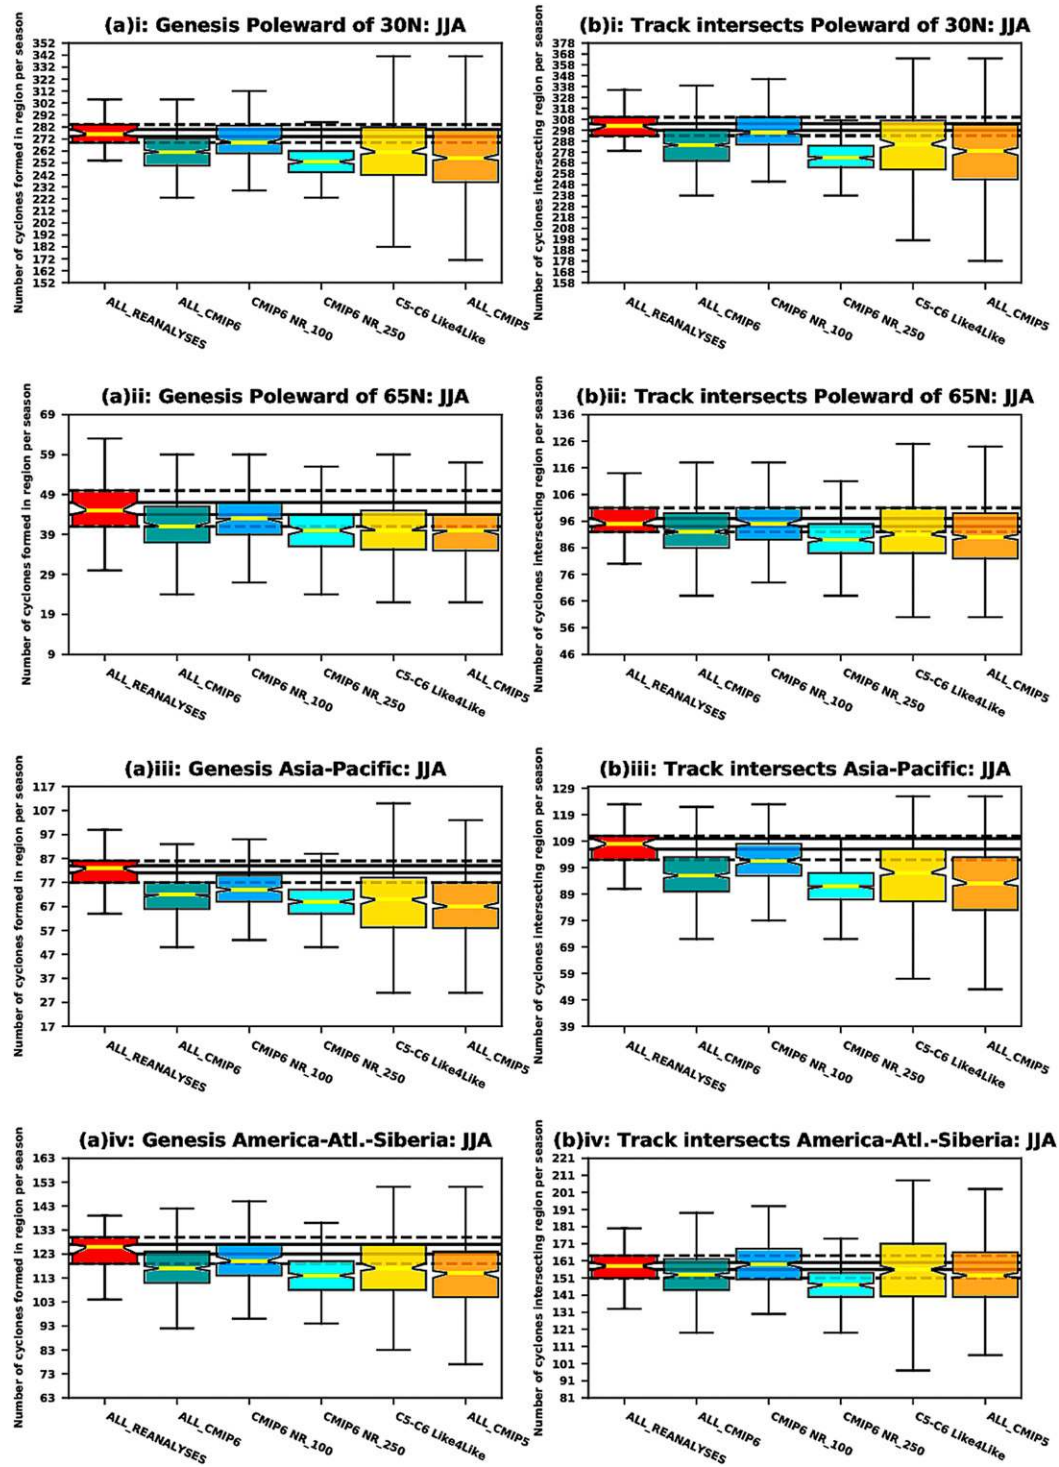 (a)i: Genesis Poleward of 30N: JJA
Number of cyclones formed in region per season
352
342
332
322
312
302
292
282
272
262
252
242
232
222
212
202
192
182
172
162
152
ALL_REANALYSES
ALL_CMIP6
CMIP6 NR_100
CMIP6 NR_250
C5-C6 Like4Like
ALL_CMIP5
(b)i: Track intersects Poleward of 30N: JJA
Number of cyclones intersecting region per season
378
368
358
348
338
328
318
308
298
288
278
268
258
248
238
228
218
208
198
188
178
168
158
ALL_REANALYSES
ALL_CMIP6
CMIP6 NR_100
CMIP6 NR_250
C5-C6 Like4Like
ALL_CMIP5
(a)ii: Genesis Poleward of 65N: JJA
Number of cyclones formed in region per season
69
59
49
39
29
19
9
ALL_REANALYSES
ALL_CMIP6
CMIP6 NR_100
CMIP6 NR_250
C5-C6 Like4Like
ALL_CMIP5
(b)ii: Track intersects Poleward of 65N: JJA
Number of cyclones intersecting region per season
136
126
116
106
96
86
76
66
56
46
ALL_REANALYSES
ALL_CMIP6
CMIP6 NR_100
CMIP6 NR_250
C5-C6 Like4Like
ALL_CMIP5
(a)iii: Genesis Asia-Pacific: JJA
Number of cyclones formed in region per season
117
107
97
87
77
67
57
47
37
27
17
ALL_REANALYSES
ALL_CMIP6
CMIP6 NR_100
CMIP6 NR_250
C5-C6 Like4Like
ALL_CMIP5
(b)iii: Track intersects Asia-Pacific: JJA
Number of cyclones intersecting region per season
129
119
109
99
89
79
69
59
49
39
ALL_REANALYSES
ALL_CMIP6
CMIP6 NR_100
CMIP6 NR_250
C5-C6 Like4Like
ALL_CMIP5
(a)iv: Genesis America-Atl.-Siberia: JJA
Number of cyclones formed in region per season
163
153
143
133
123
113
103
93
83
73
63
ALL_REANALYSES
ALL_CMIP6
CMIP6 NR_100
CMIP6 NR_250
C5-C6 Like4Like
ALL_CMIP5
(b)iv: Track intersects America-Atl.-Siberia: JJA
Number of cyclones intersecting region per season
221
211
201
191
181
171
161
151
141
131
121
111
101
91
81
ALL_REANALYSES
ALL_CMIP6
CMIP6 NR_100
CMIP6 NR_250
C5-C6 Like4Like
ALL_CMIP5